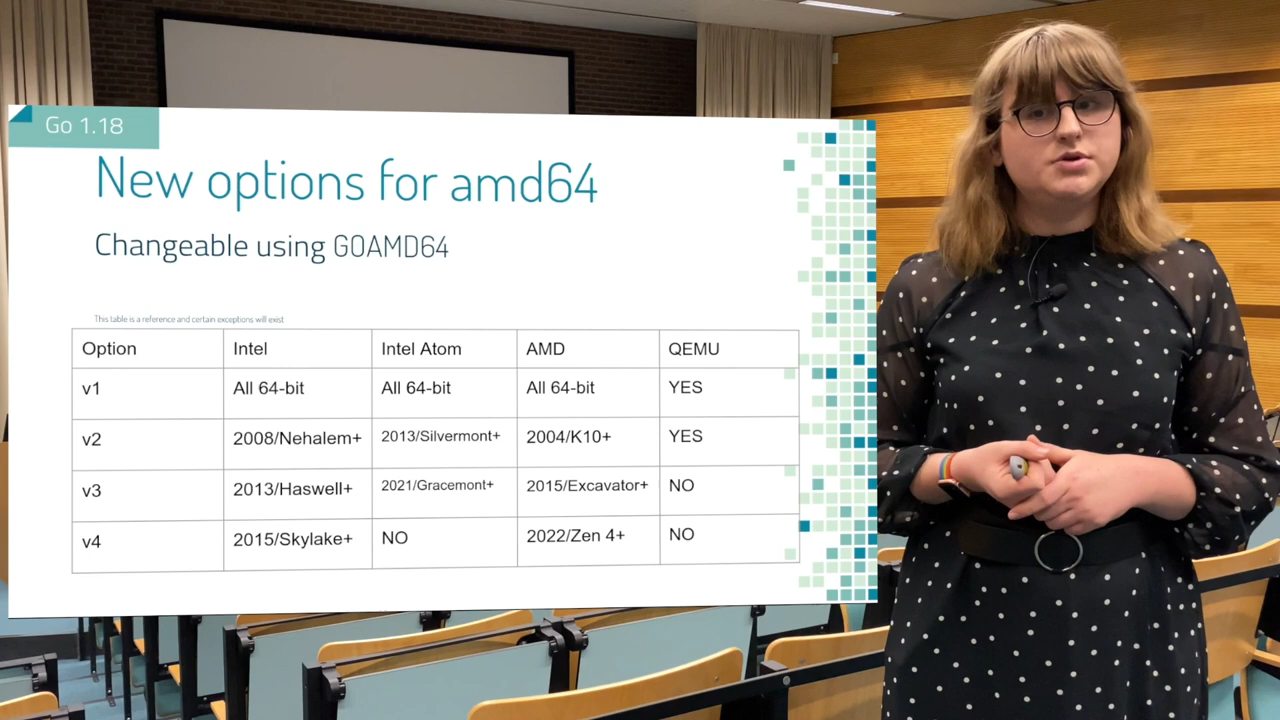 Go 1.18
New options for amd64
Changeable using GOAMD64
This table is a reference and certain exceptions will exist
Option Intel Intel Atom AMD QEMU
v1 All 64-bit All 64-bit All 64-bit YES
v2 2008/Nehalem+ 2013/Silvermont+ 2004/K10+ YES
v3 2013/Haswell+ 2021/Gracemont+ 2015/Excavator+ NO
v4 2015/Skylake+ NO 2022/Zen 4+ NO